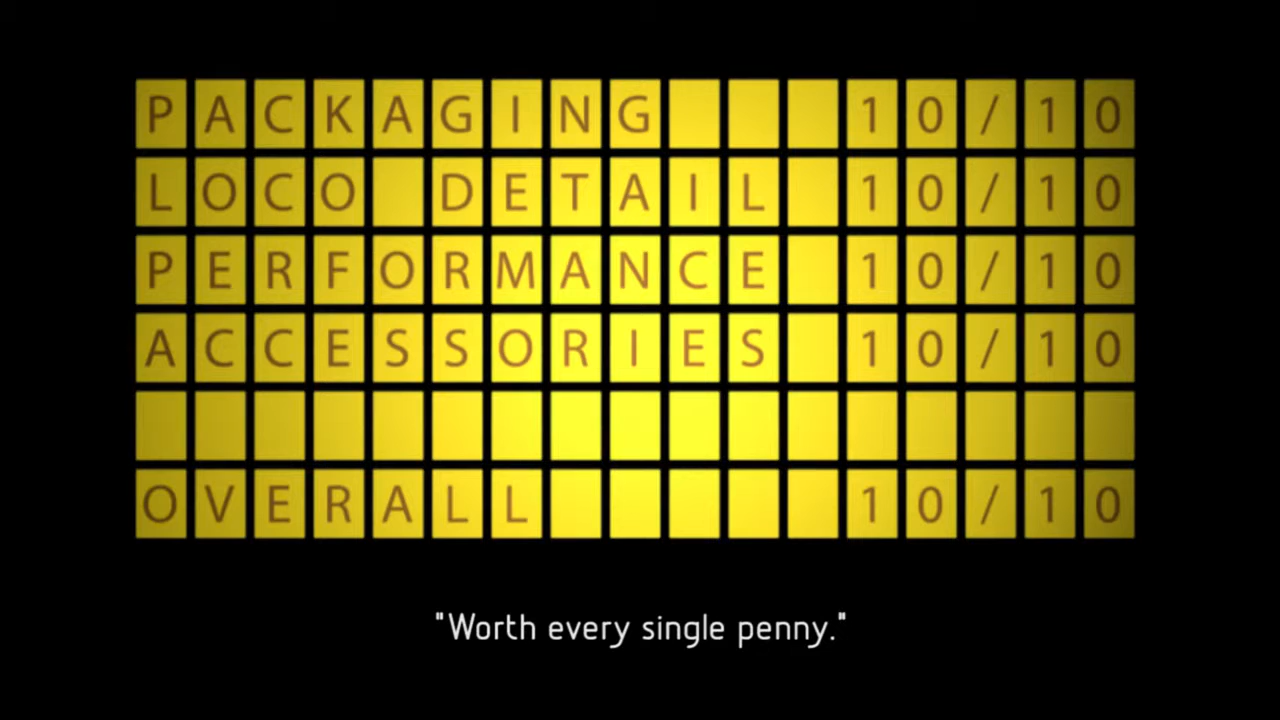 PACKAGING 10/10
LOCO DETAIL 10/10
PERFORMANCE 10/10
ACCESSORIES 10/10
OVERALL 10/10
"Worth every single penny."